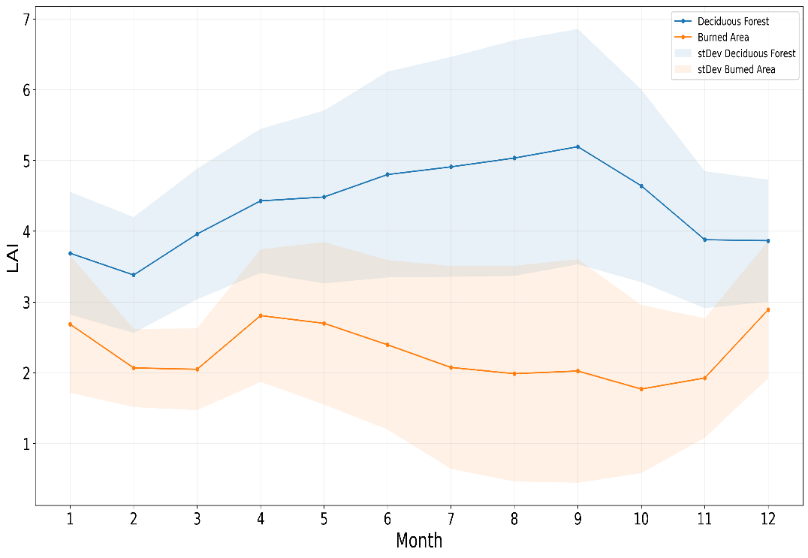 7
6
5
4
3
2
1
LAI
Deciduous Forest
Burned Area
stDev Deciduous Forest
stDev Burned Area
1 2 3 4 5 6 7 8 9 10 11 12
Month